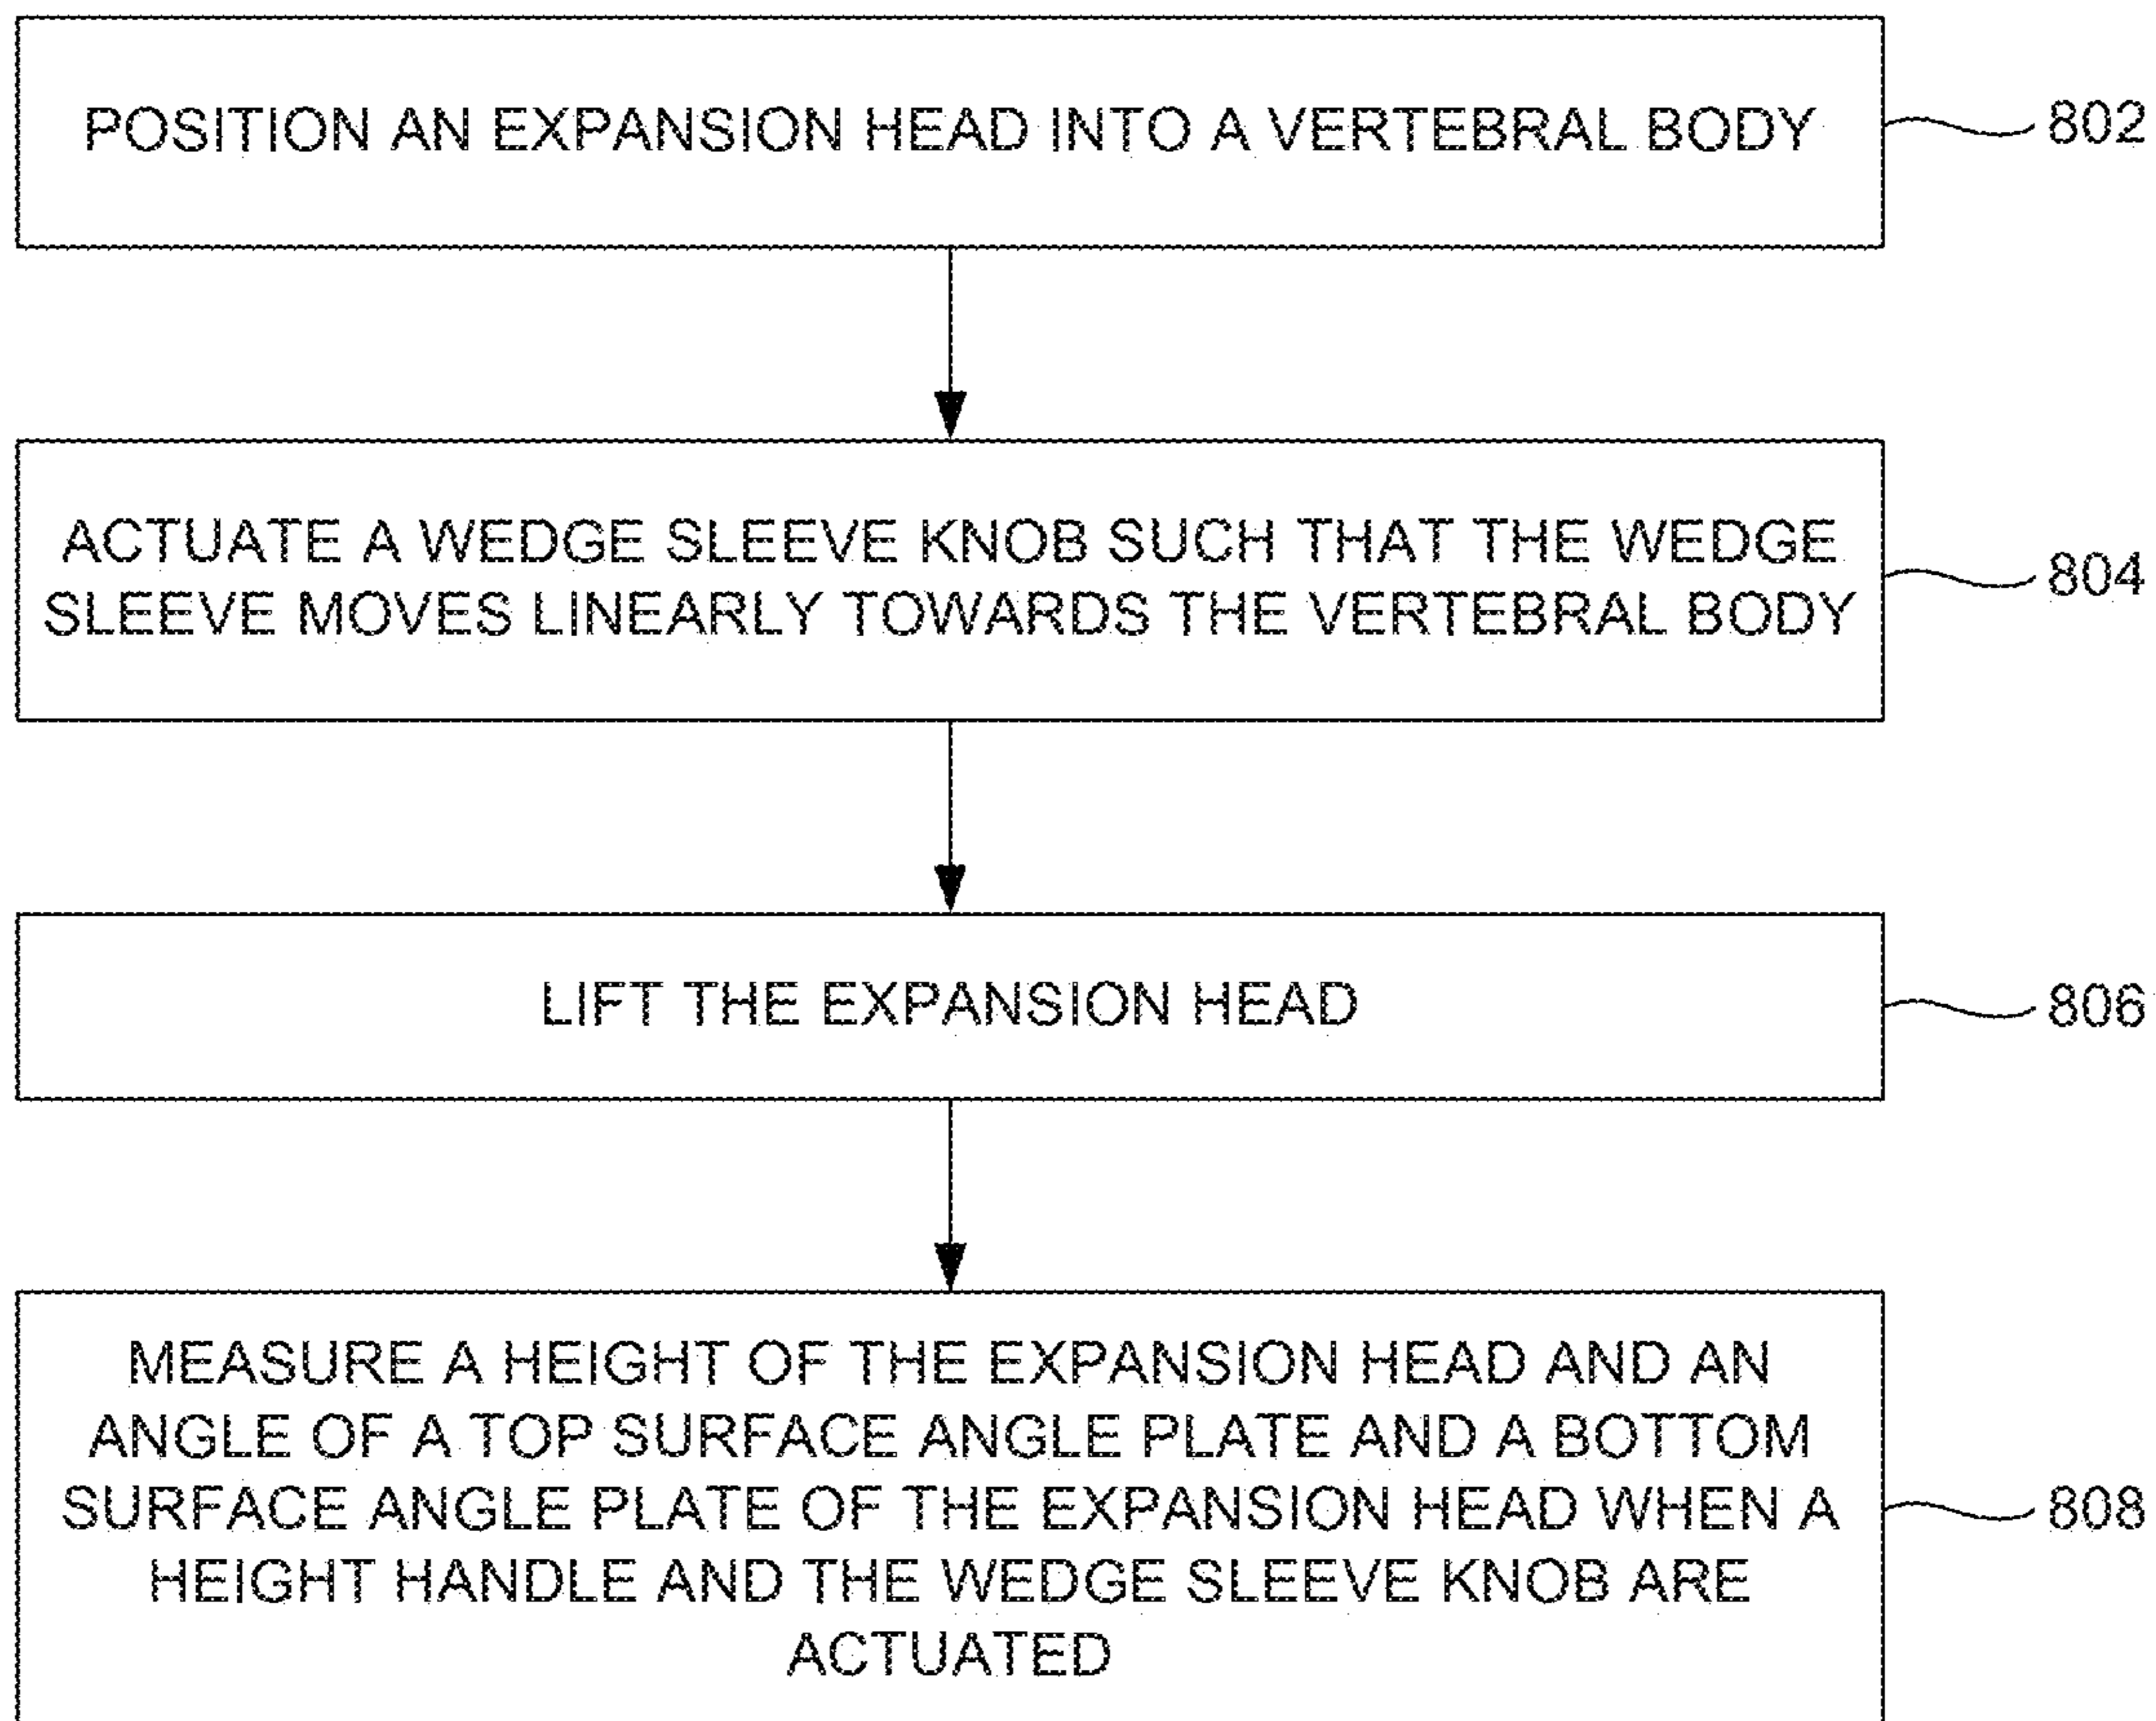 POSITION AN EXPANSION HEAD INTO A VERTEBRAL BODY
802
ACTUATE A WEDGE SLEEVE KNOB SUCH THAT THE WEDGE
SLEEVE MOVES LINEARLY TOWARDS THE VERTEBRAL BODY
804
LIFT THE EXPANSION HEAD
806
MEASURE A HEIGHT OF THE EXPANSION HEAD AND AN
ANGLE OF A TOP SURFACE ANGLE PLATE AND A BOTTOM
SURFACE ANGLE PLATE OF THE EXPANSION HEAD WHEN A
HEIGHT HANDLE AND THE WEDGE SLEEVE KNOB ARE
ACTUATED
808